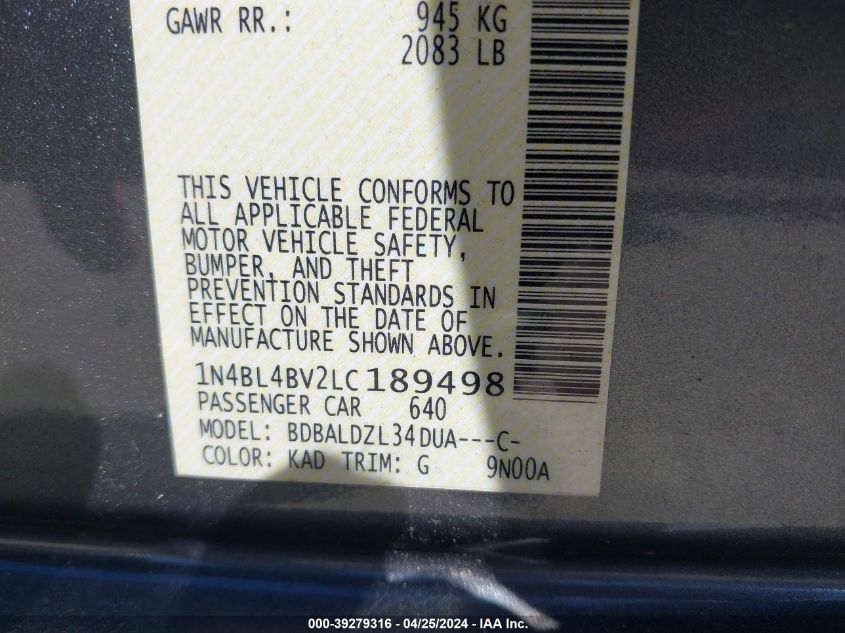 GAWR RR.: 945 KG
2083 LB
THIS VEHICLE CONFORMS TO
ALL APPLICABLE FEDERAL
MOTOR VEHICLE SAFETY,
BUMPER, AND THEFT
PREVENTION STANDARDS IN
EFFECT ON THE DATE OF
MANUFACTURE SHOWN ABOVE.
1N4BL4BV2LC189498
PASSENGER CAR 640
MODEL: BDBALDZL34DUA---C-
COLOR: KAD TRIM: G 9N00A
000-39279316 - 04/25/2024 - IAA Inc.